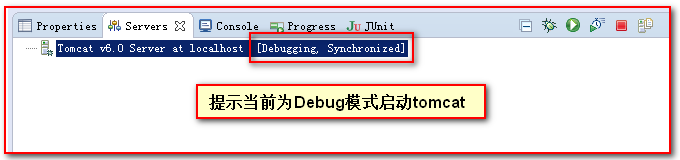 Properties Servers Console Progress JUnit
Tomcat v6.0 Server at localhost [Debugging, Synchronized]
提示当前为Debug模式启动tomcat